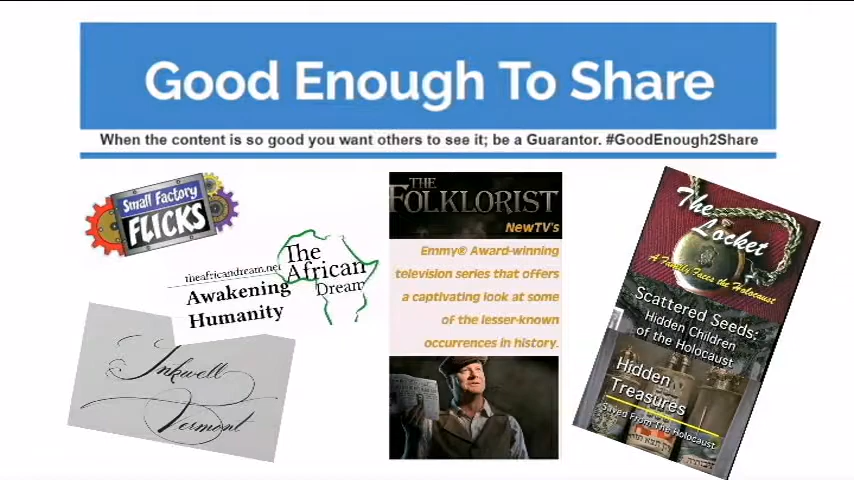 Good Enough To Share
When the content is so good you want others to see it; be a Guarantor. #GoodEnough2Share
Small Factory
FLICKS
theafricandream.net
The
African
Dream
Awakening
Humanity
Inkwell
Vermont
THE
FOLKLORIST
NewTV's
Emmy® Award-winning
television series that offers
a captivating look at some
of the lesser-known
occurrences in history.
The
Locket
A Family Faces the Holocaust
Scattered Seeds:
Hidden Children
of the Holocaust
Hidden
Treasures
Saved From The Holocaust